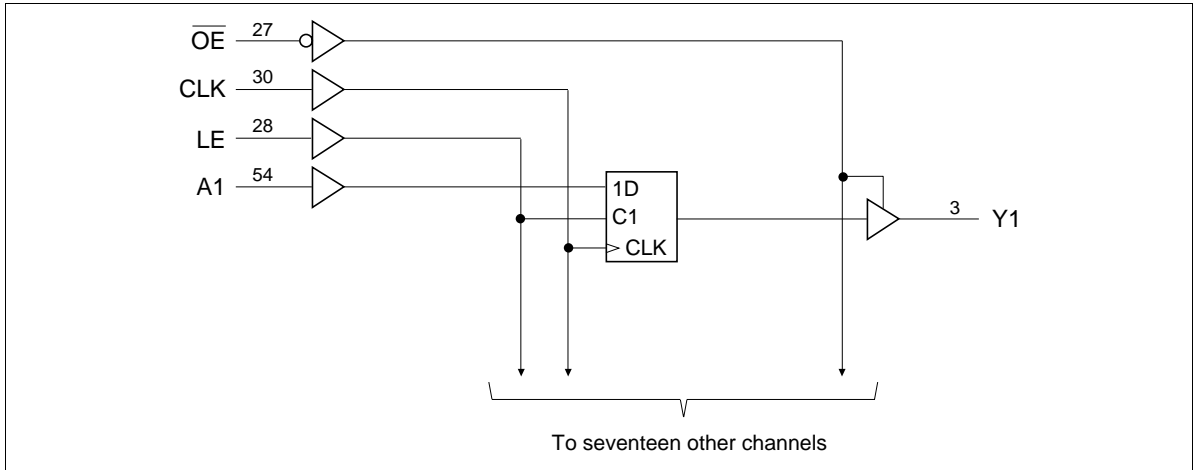 OE 27
CLK 30
LE 28
A1 54
1D
C1
CLK
3 Y1
To seventeen other channels